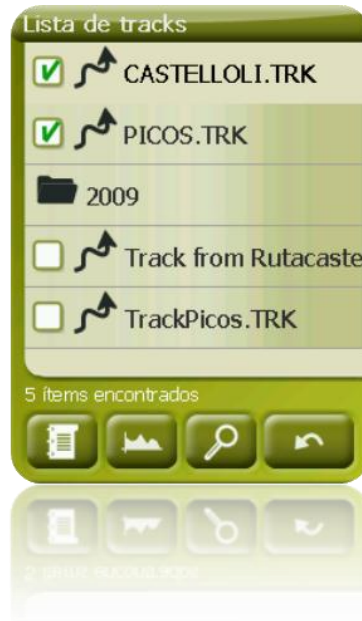 Lista de tracks
CASTELLOLI.TRK
PICOS.TRK
2009
Track from Rutacaste
TrackPicos.TRK
5 ítems encontrados